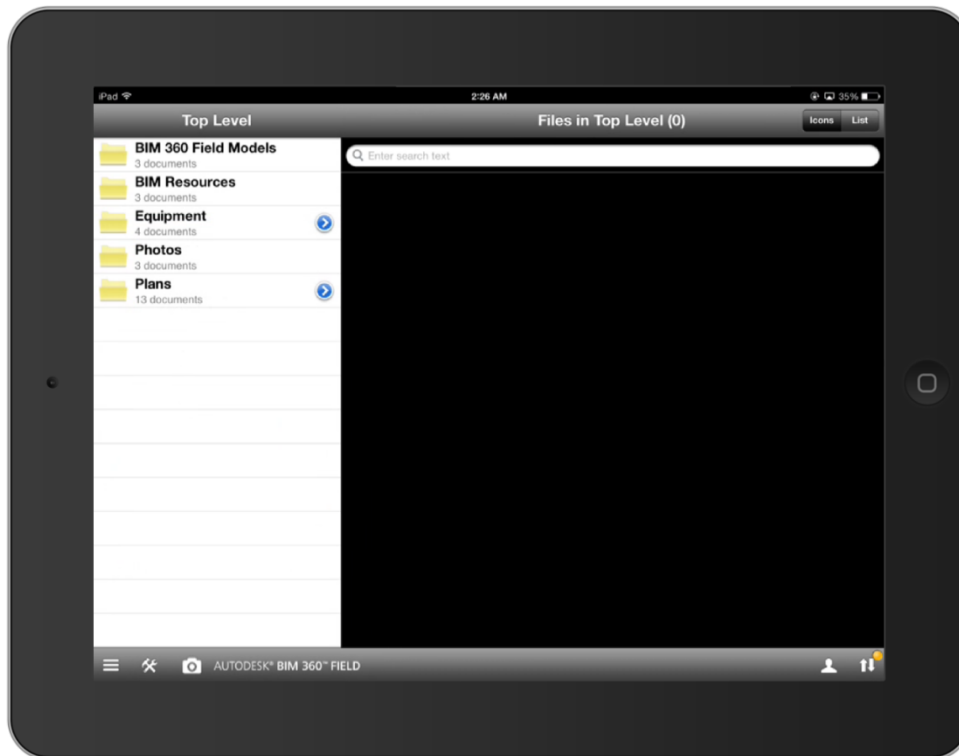 iPad 2:26 AM 35%
Top Level Files in Top Level (0) Icons List
BIM 360 Field Models
3 documents
Enter search text
BIM Resources
3 documents
Equipment
4 documents
Photos
3 documents
Plans
13 documents
AUTODESK® BIM 360™ FIELD